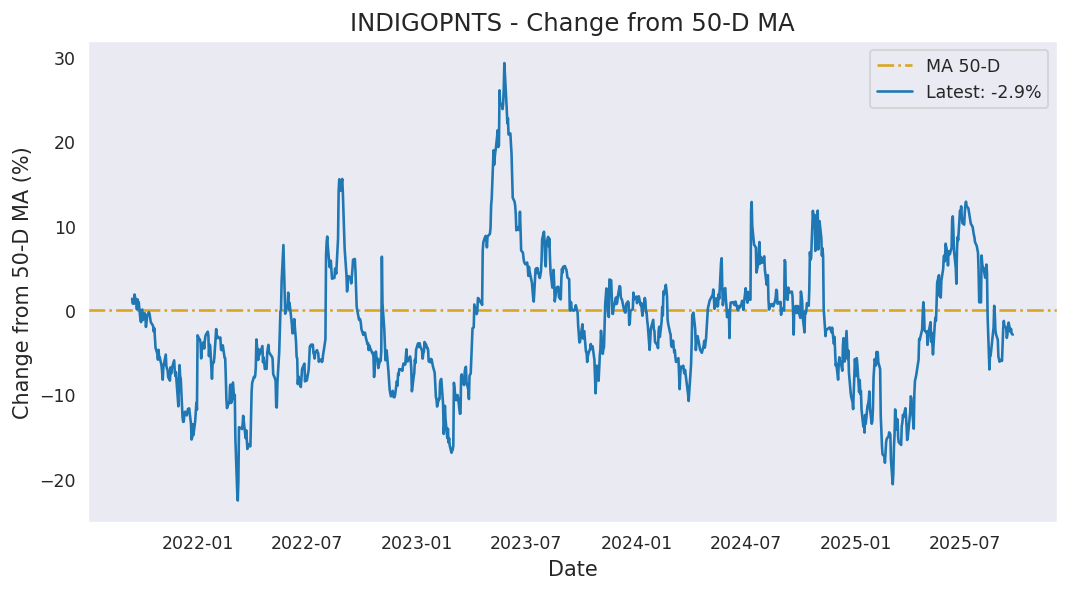 INDIGOPNTS - Change from 50-D MA
MA 50-D
Latest: -2.9%
Change from 50-D MA (%)
30
20
10
0
−10
−20
2022-01 2022-07 2023-01 2023-07 2024-01 2024-07 2025-01 2025-07
Date